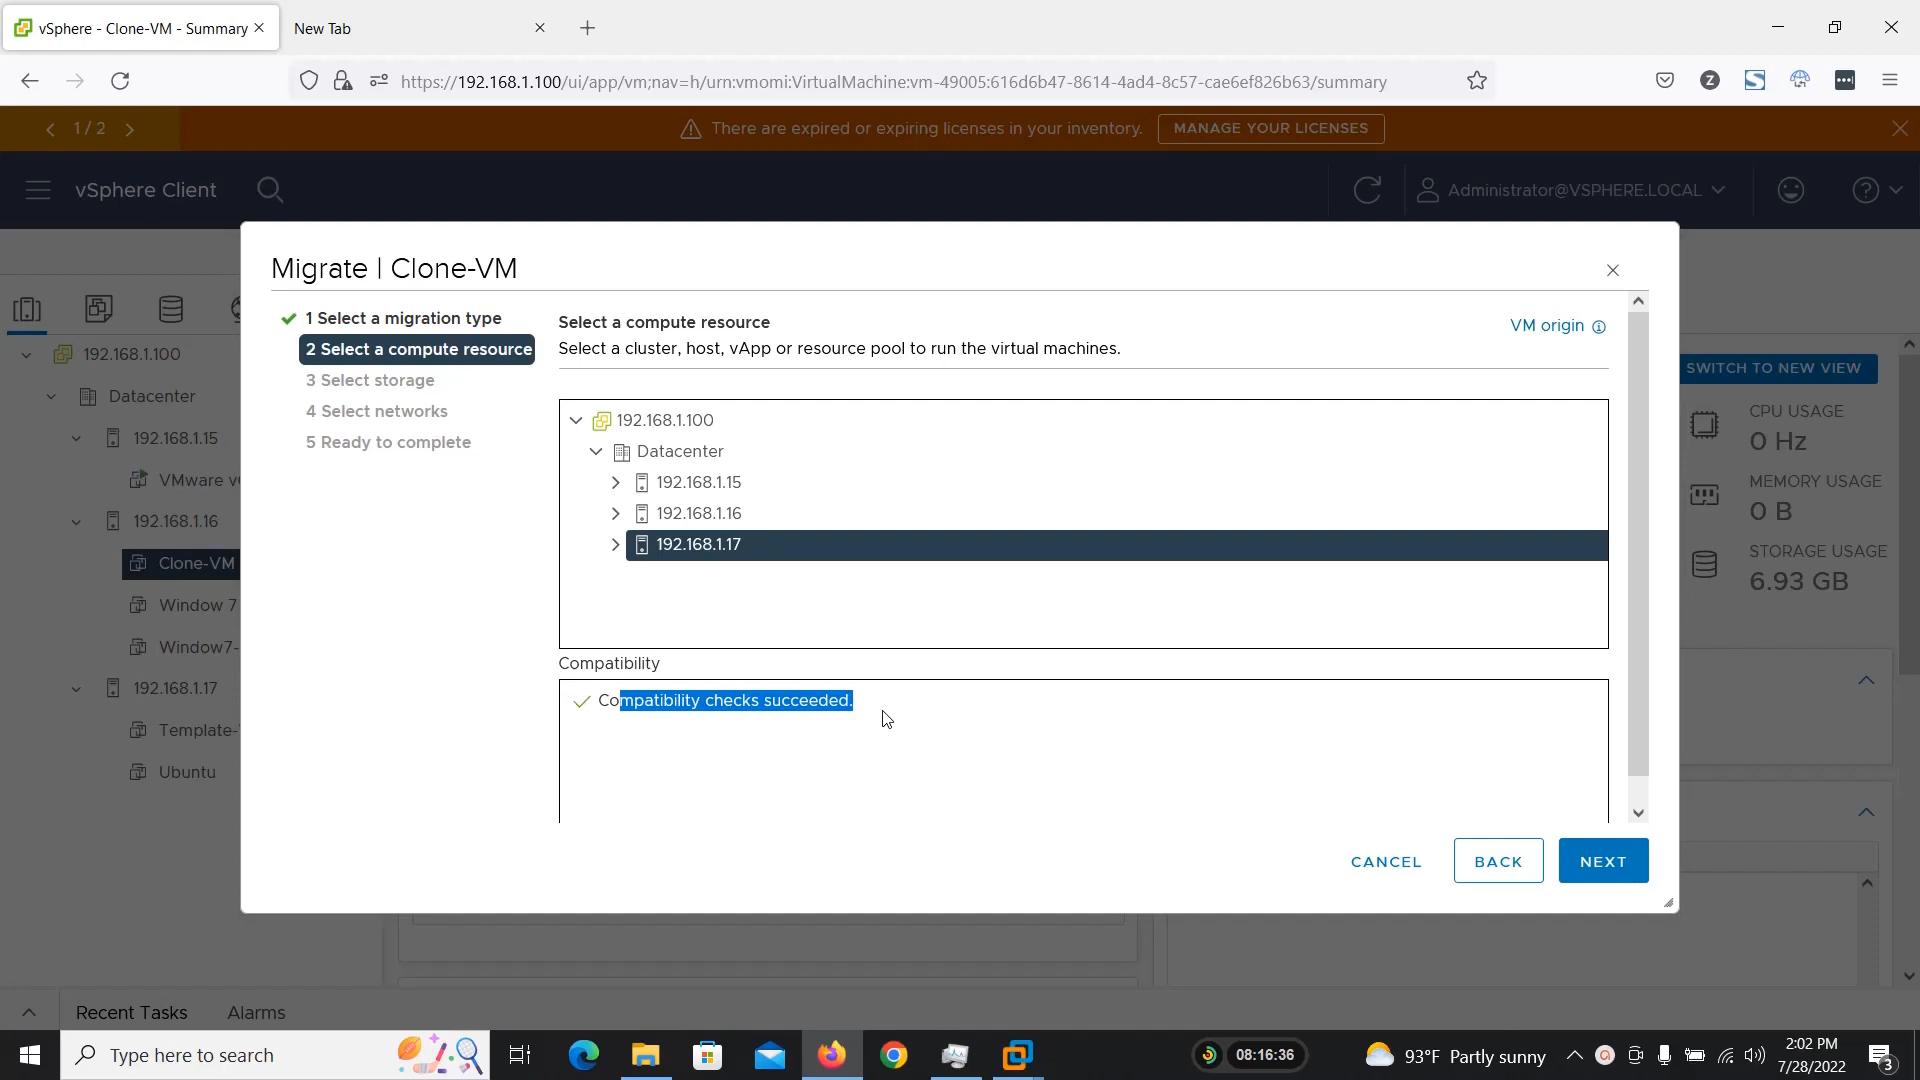 vSphere - Clone-VM - Summary
New Tab
https://192.168.1.100/ui/app/vm;nav=h/urn:vmomi:VirtualMachine:vm-49005:616d6b47-8614-4ad4-8c57-cae6ef826b63/summary
1 / 2
There are expired or expiring licenses in your inventory.
MANAGE YOUR LICENSES
vSphere Client
Administrator@VSPHERE.LOCAL
192.168.1.100
Datacenter
192.168.1.15
VMware v
192.168.1.16
Clone-VM
Window 7
Window7-
192.168.1.17
Template-
Ubuntu
Migrate | Clone-VM
1 Select a migration type
2 Select a compute resource
3 Select storage
4 Select networks
5 Ready to complete
Select a compute resource
VM origin
Select a cluster, host, vApp or resource pool to run the virtual machines.
192.168.1.100
Datacenter
192.168.1.15
192.168.1.16
192.168.1.17
Compatibility
Compatibility checks succeeded.
CANCEL
BACK
NEXT
SWITCH TO NEW VIEW
CPU USAGE
0 Hz
MEMORY USAGE
0 B
STORAGE USAGE
6.93 GB
Recent Tasks
Alarms
Type here to search
08:16:36
93°F Partly sunny
2:02 PM
7/28/2022
3